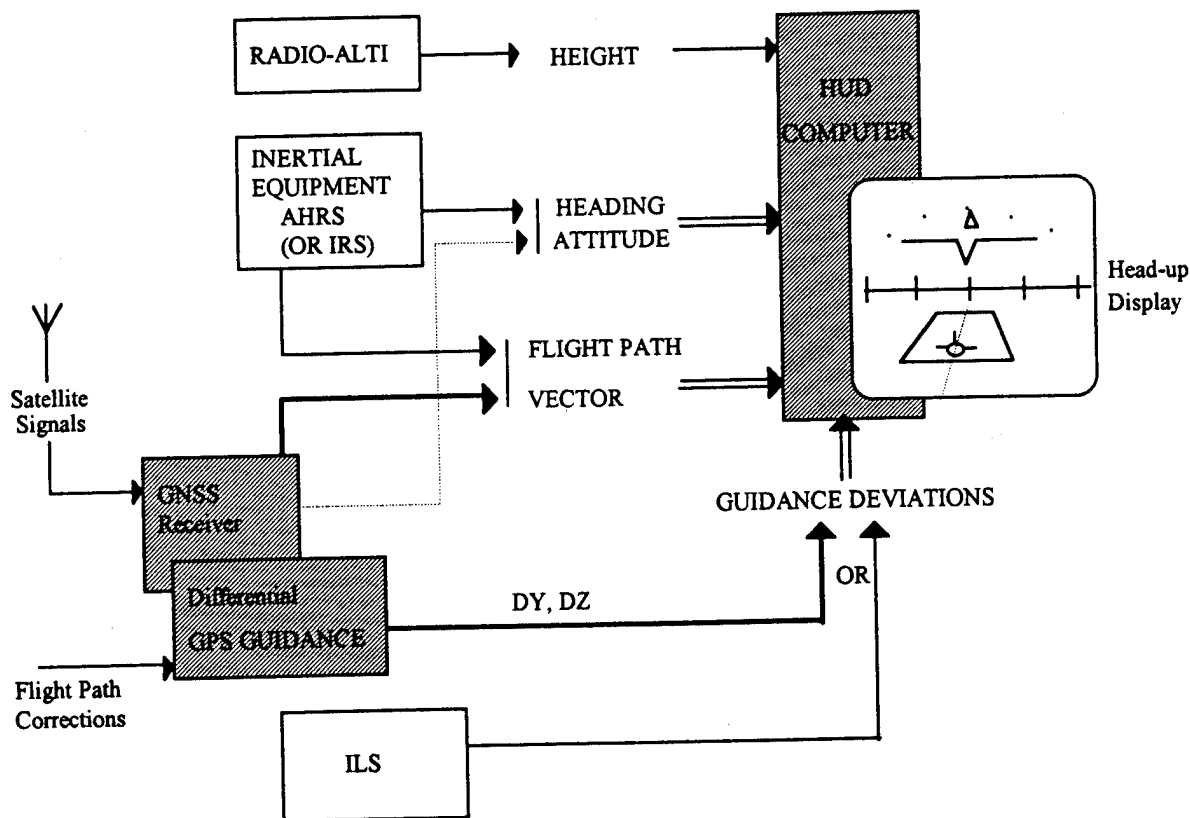 RADIO-ALTI
HEIGHT
HUD
COMPUTER
INERTIAL
EQUIPMENT
AHRS
(OR IRS)
HEADING
ATTITUDE
Head-up
Display
FLIGHT PATH
VECTOR
Satellite
Signals
GNSS
Receiver
GUIDANCE DEVIATIONS
OR
Differential
GPS GUIDANCE
DY, DZ
Flight Path
Corrections
ILS